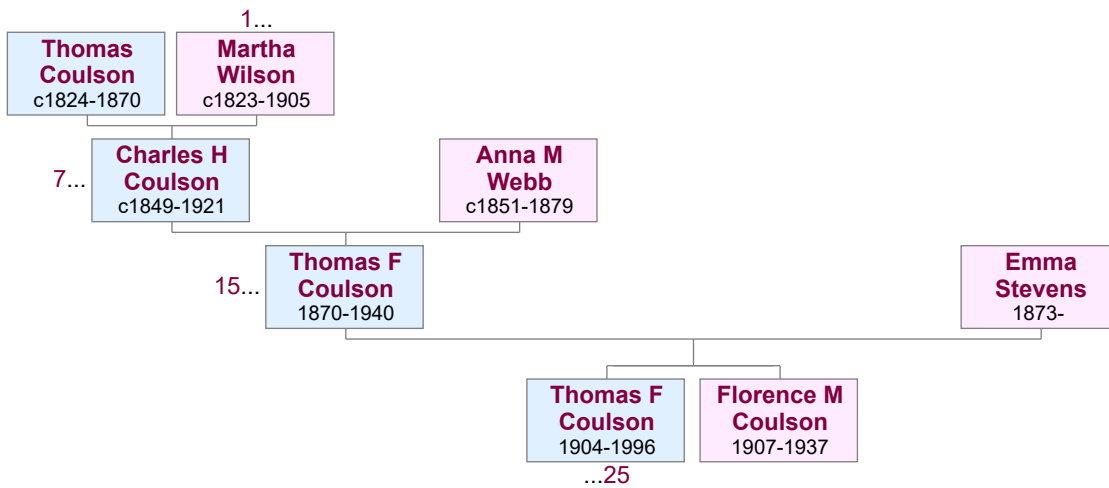 1...
Thomas
Coulson
c1824-1870
Martha
Wilson
c1823-1905
7...
Charles H
Coulson
c1849-1921
Anna M
Webb
c1851-1879
15...
Thomas F
Coulson
1870-1940
Emma
Stevens
1873-
Thomas F
Coulson
1904-1996
Florence M
Coulson
1907-1937
...25